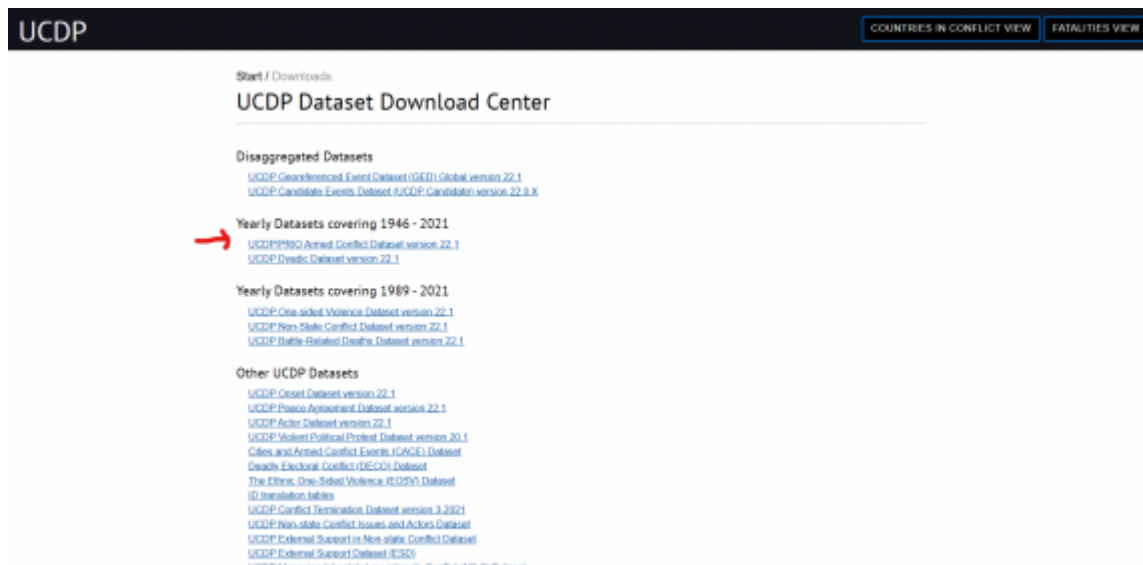 UCDP
COUNTRIES IN CONFLICT VIEW
FATALITIES VIEW
Start / Downloads
UCDP Dataset Download Center
Disaggregated Datasets
UCDP Georeferenced Event Dataset (GED) Global version 22.1
UCDP Candidate Events Dataset (UCDP Candidate) version 22.0.X
Yearly Datasets covering 1946 - 2021
UCDP/PRIO Armed Conflict Dataset version 22.1
UCDP Dyadic Dataset version 22.1
Yearly Datasets covering 1989 - 2021
UCDP One-sided Violence Dataset version 22.1
UCDP Non-State Conflict Dataset version 22.1
UCDP Battle-Related Deaths Dataset version 22.1
Other UCDP Datasets
UCDP Onset Dataset version 22.1
UCDP Peace Agreement Dataset version 22.1
UCDP Actor Dataset version 22.1
UCDP Violent Political Protest Dataset version 20.1
Cities and Armed Conflict Events (CACE) Dataset
Deadly Electoral Conflict (DECO) Dataset
The Ethnic One-Sided Violence (EOSV) Dataset
ID translation tables
UCDP Conflict Termination Dataset version 3-2021
UCDP Non-state Conflict Issues and Actors Dataset
UCDP External Support in Non-state Conflict Dataset
UCDP External Support Dataset (ESD)